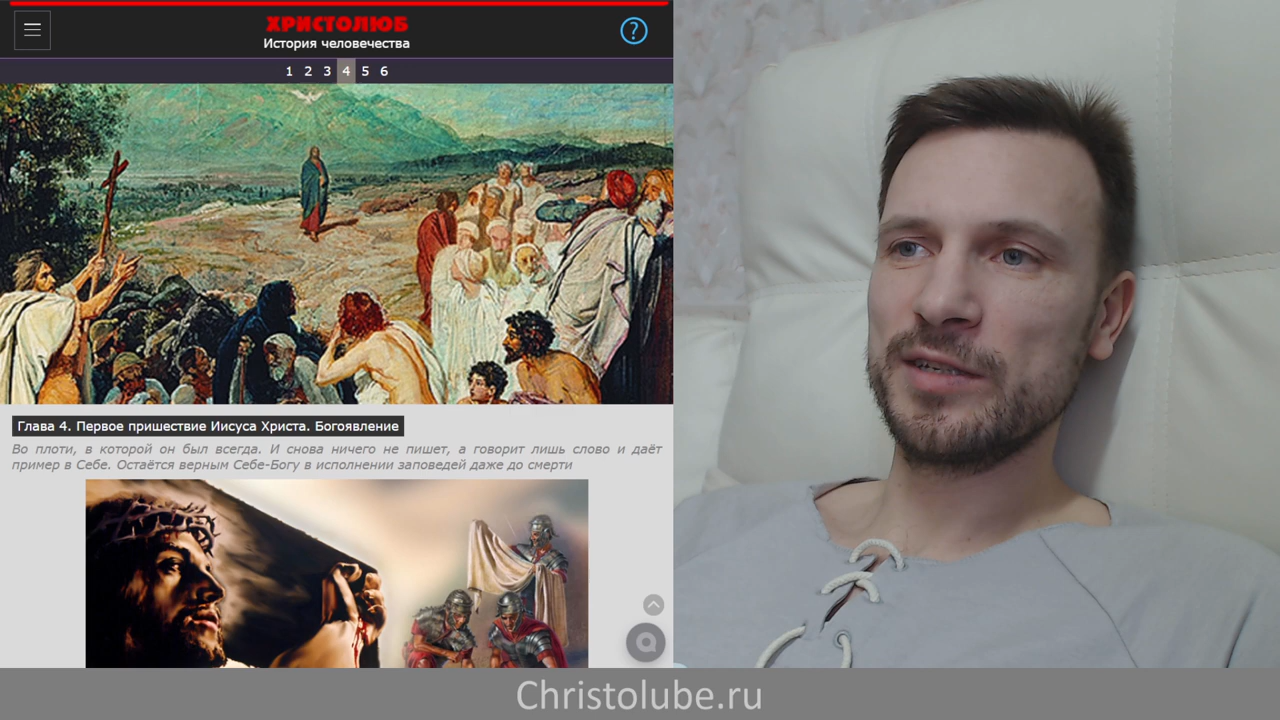 ХРИСТОЛЮБ
История человечества
?
1 2 3 4 5 6
Глава 4. Первое пришествие Иисуса Христа. Богоявление
Во плоти, в которой он был всегда. И снова ничего не пишет, а говорит лишь слово и даёт
пример в Себе. Остаётся верным Себе-Богу в исполнении заповедей даже до смерти
Christolube.ru